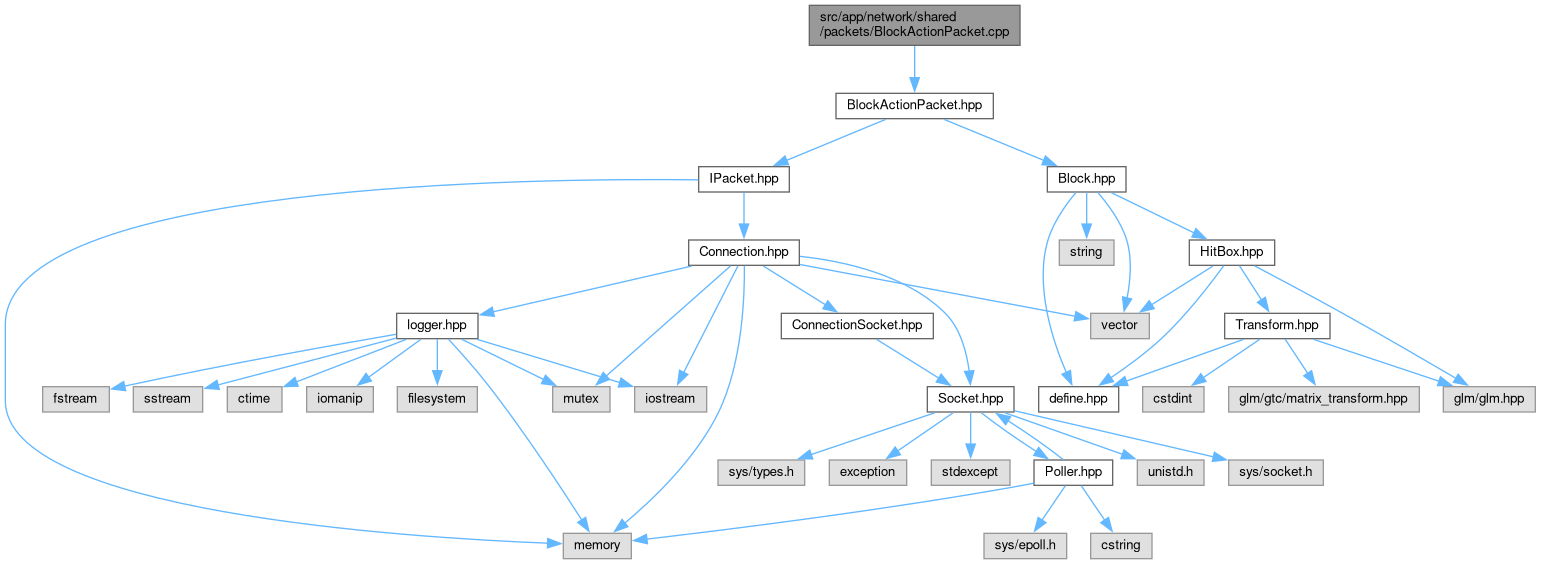 src/app/network/shared
/packets/BlockActionPacket.cpp
BlockActionPacket.hpp
IPacket.hpp
Block.hpp
Connection.hpp
string
HitBox.hpp
logger.hpp
ConnectionSocket.hpp
vector
Transform.hpp
fstream
sstream
ctime
iomanip
filesystem
mutex
iostream
Socket.hpp
define.hpp
cstdint
glm/gtc/matrix_transform.hpp
glm/glm.hpp
sys/types.h
exception
stdexcept
Poller.hpp
unistd.h
sys/socket.h
memory
sys/epoll.h
cstring